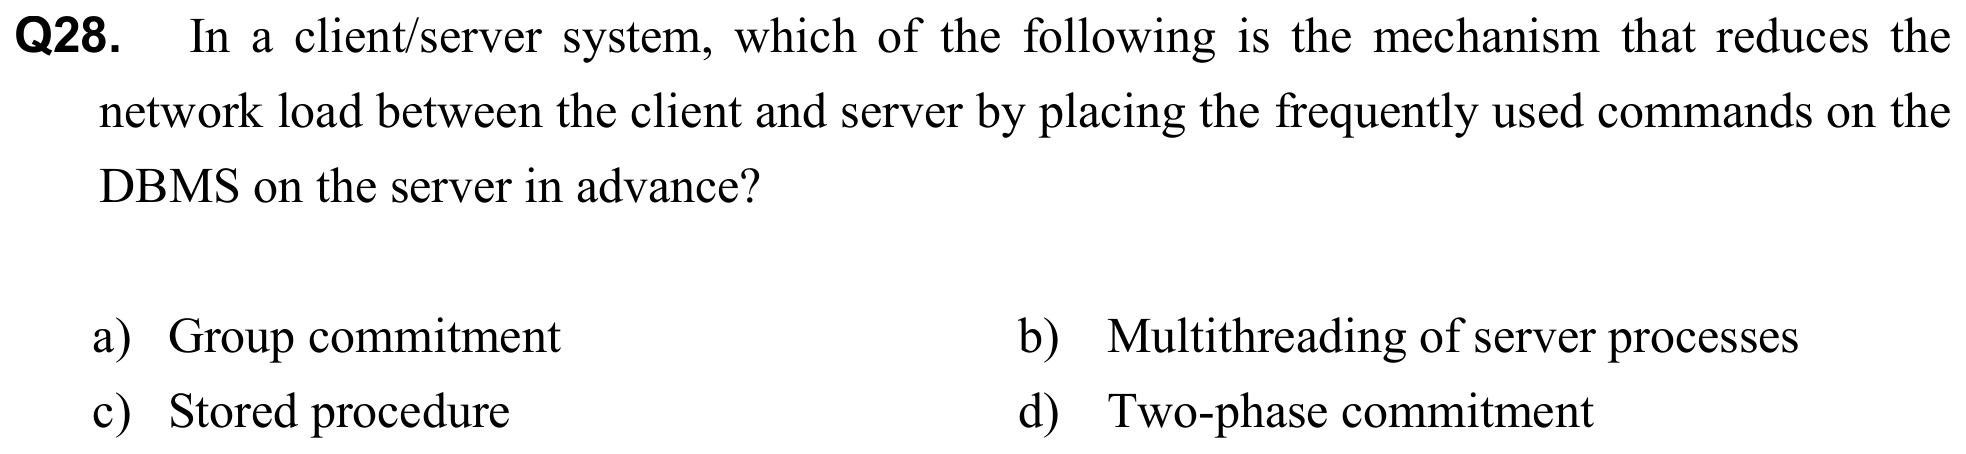 Q28. In a client/server system, which of the following is the mechanism that reduces the
network load between the client and server by placing the frequently used commands on the
DBMS on the server in advance?
a) Group commitment b) Multithreading of server processes
c) Stored procedure d) Two-phase commitment